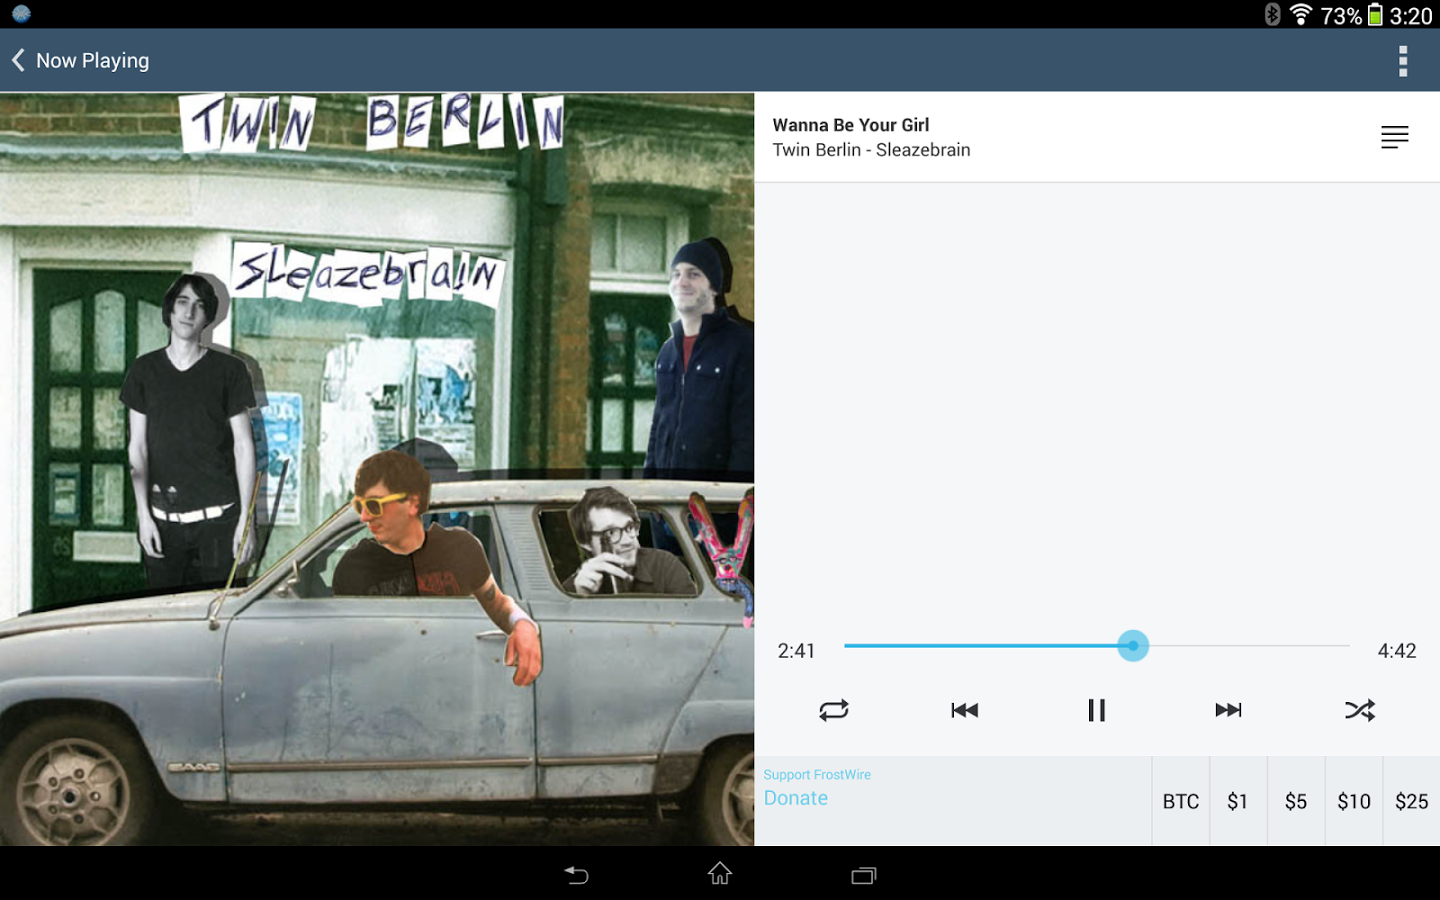 73% 3:20
Now Playing
TWIN BERLIN
SLeazebraIN
SAAB
Wanna Be Your Girl
Twin Berlin - Sleazebrain
2:41
4:42
Support FrostWire
Donate
BTC $1 $5 $10 $25